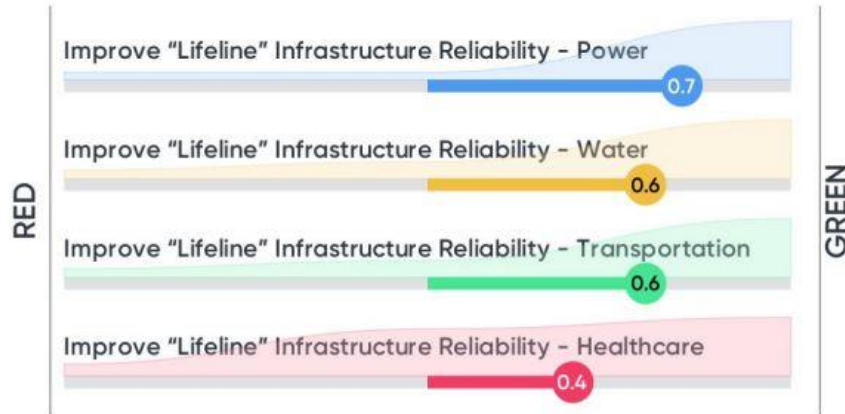 Improve “Lifeline” Infrastructure Reliability - Power
0.7
Improve “Lifeline” Infrastructure Reliability - Water
0.6
RED
GREEN
Improve “Lifeline” Infrastructure Reliability - Transportation
0.6
Improve “Lifeline” Infrastructure Reliability - Healthcare
0.4